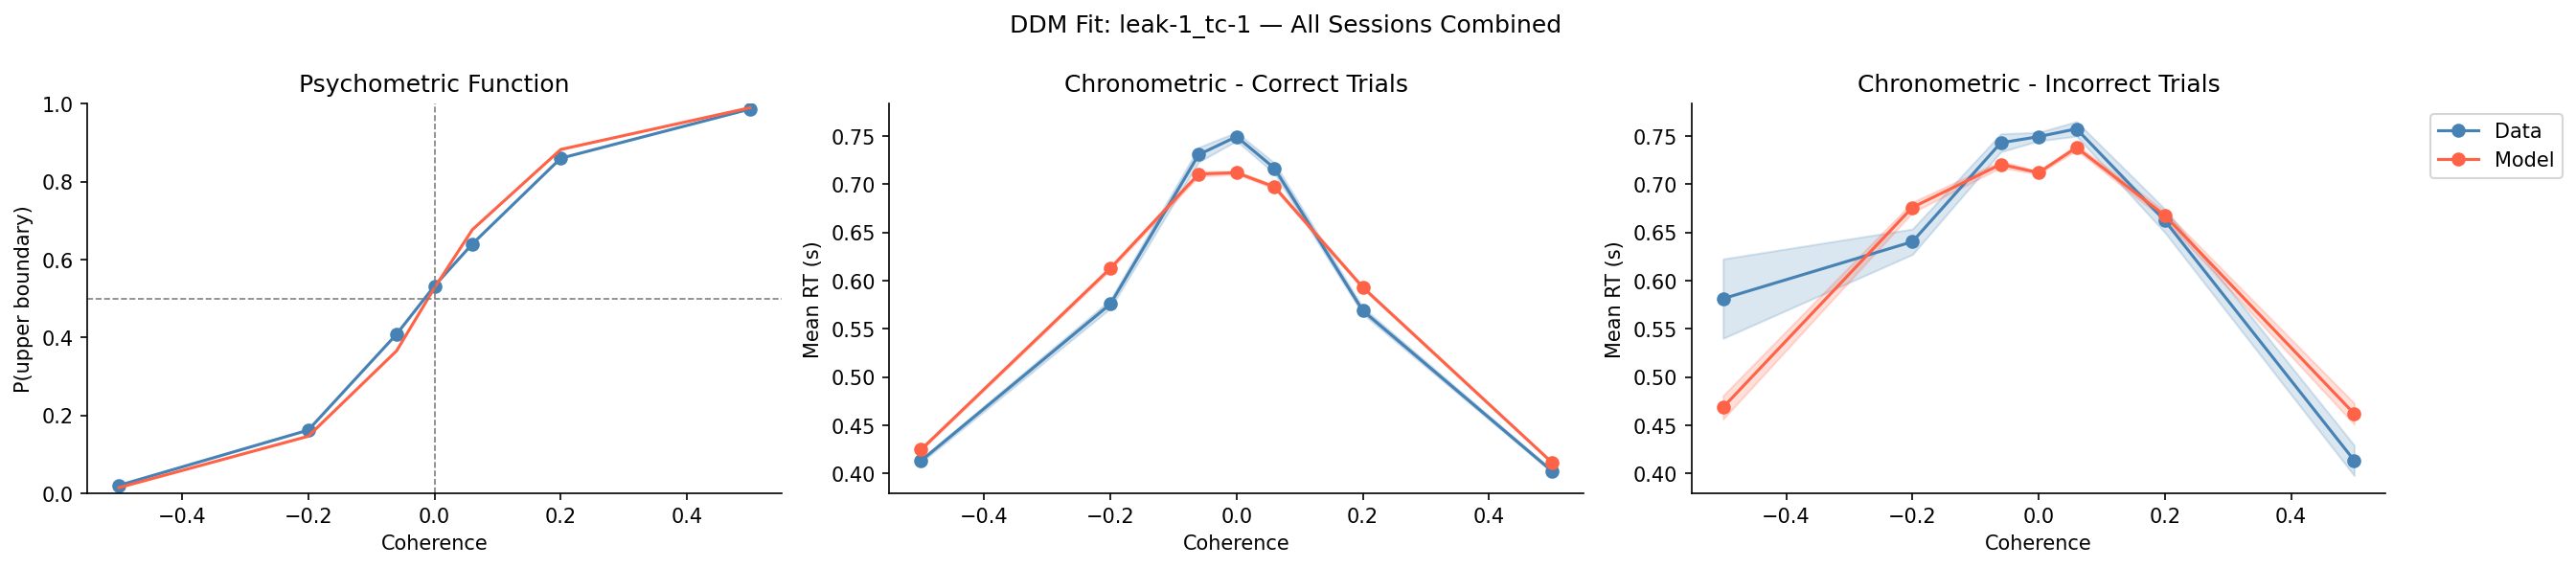 DDM Fit: leak-1_tc-1 — All Sessions Combined
Psychometric Function
1.0
0.8
0.6
0.4
0.2
0.0
P(upper boundary)
−0.4 −0.2 0.0 0.2 0.4
Coherence
Chronometric - Correct Trials
0.75
0.70
0.65
0.60
0.55
0.50
0.45
0.40
Mean RT (s)
−0.4 −0.2 0.0 0.2 0.4
Coherence
Chronometric - Incorrect Trials
0.75
0.70
0.65
0.60
0.55
0.50
0.45
0.40
Mean RT (s)
−0.4 −0.2 0.0 0.2 0.4
Coherence
Data
Model